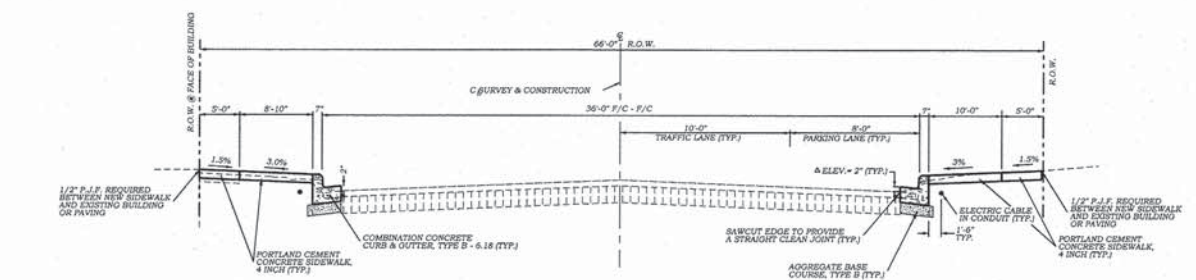 ℄
66'-0" R.O.W.
R.O.W. @ FACE OF BUILDING
R.O.W.
℄ SURVEY & CONSTRUCTION
36'-0" F/C - F/C
5'-0"
8'-10"
7"
7"
10'-0"
5'-0"
10'-0"
TRAFFIC LANE (TYP.)
8'-0"
PARKING LANE (TYP.)
1.5%
3.0%
2"
Δ ELEV.= 2" (TYP.)
3%
1.5%
1/2" P.J.F. REQUIRED
BETWEEN NEW SIDEWALK
AND EXISTING BUILDING
OR PAVING
PORTLAND CEMENT
CONCRETE SIDEWALK,
4 INCH (TYP.)
COMBINATION CONCRETE
CURB & GUTTER, TYPE B - 6.18 (TYP.)
SAWCUT EDGE TO PROVIDE
A STRAIGHT CLEAN JOINT (TYP.)
AGGREGATE BASE
COURSE, TYPE B (TYP.)
ELECTRIC CABLE
IN CONDUIT (TYP.)
1'-6"
TYP.
1/2" P.J.F. REQUIRED
BETWEEN NEW SIDEWALK
AND EXISTING BUILDING
OR PAVING
PORTLAND CEMENT
CONCRETE SIDEWALK,
4 INCH (TYP.)